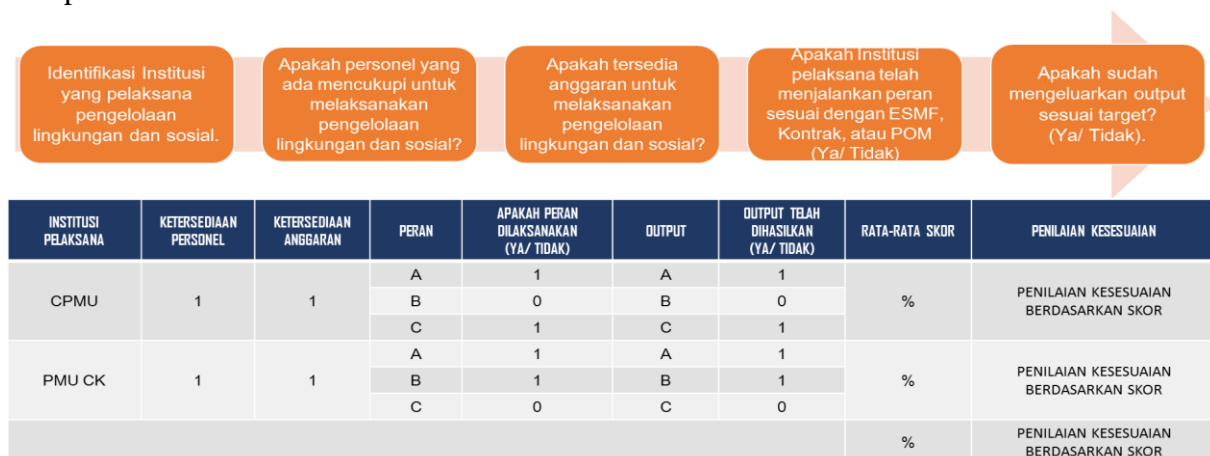 Identifikasi Institusi
yang pelaksana
pengelolaan
lingkungan dan sosial.
Apakah personel yang
ada mencukupi untuk
melaksanakan
pengelolaan
lingkungan dan sosial?
Apakah tersedia
anggaran untuk
melaksanakan
pengelolaan
lingkungan dan sosial?
Apakah Institusi
pelaksana telah
menjalankan peran
sesuai dengan ESMF,
Kontrak, atau POM
(Ya/ Tidak)
Apakah sudah
mengeluarkan output
sesuai target?
(Ya/ Tidak).
INSTITUSI PELAKSANA KETERSEDIAAN PERSONEL KETERSEDIAAN ANGGARAN PERAN APAKAH PERAN DILAKSANAKAN (YA/ TIDAK) OUTPUT OUTPUT TELAH DIHASILKAN (YA/ TIDAK) RATA-RATA SKOR PENILAIAN KESESUAIAN
A 1 A 1
CPMU 1 1 B 0 B 0 % PENILAIAN KESESUAIAN BERDASARKAN SKOR
C 1 C 1
A 1 A 1
PMU CK 1 1 B 1 B 1 % PENILAIAN KESESUAIAN BERDASARKAN SKOR
C 0 C 0
% PENILAIAN KESESUAIAN BERDASARKAN SKOR